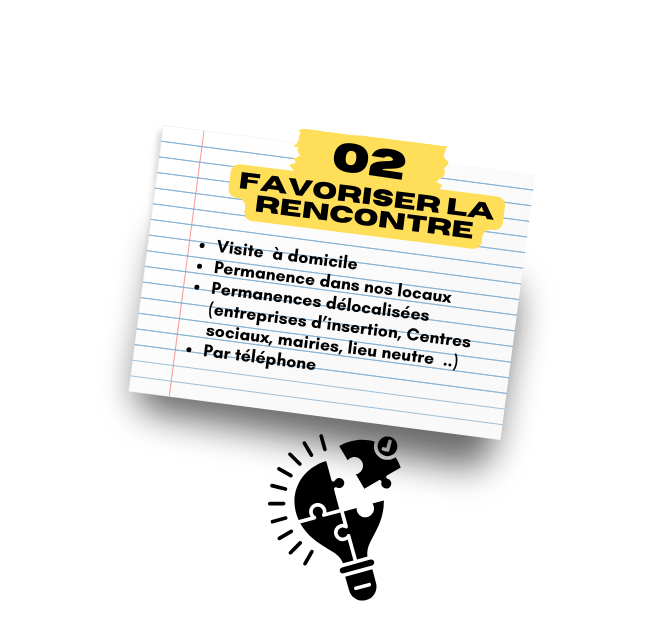 02
FAVORISER LA
RENCONTRE
• Visite à domicile
• Permanence dans nos locaux
• Permanences délocalisées
(entreprises d'insertion, Centres
sociaux, mairies, lieu neutre ..)
• Par téléphone